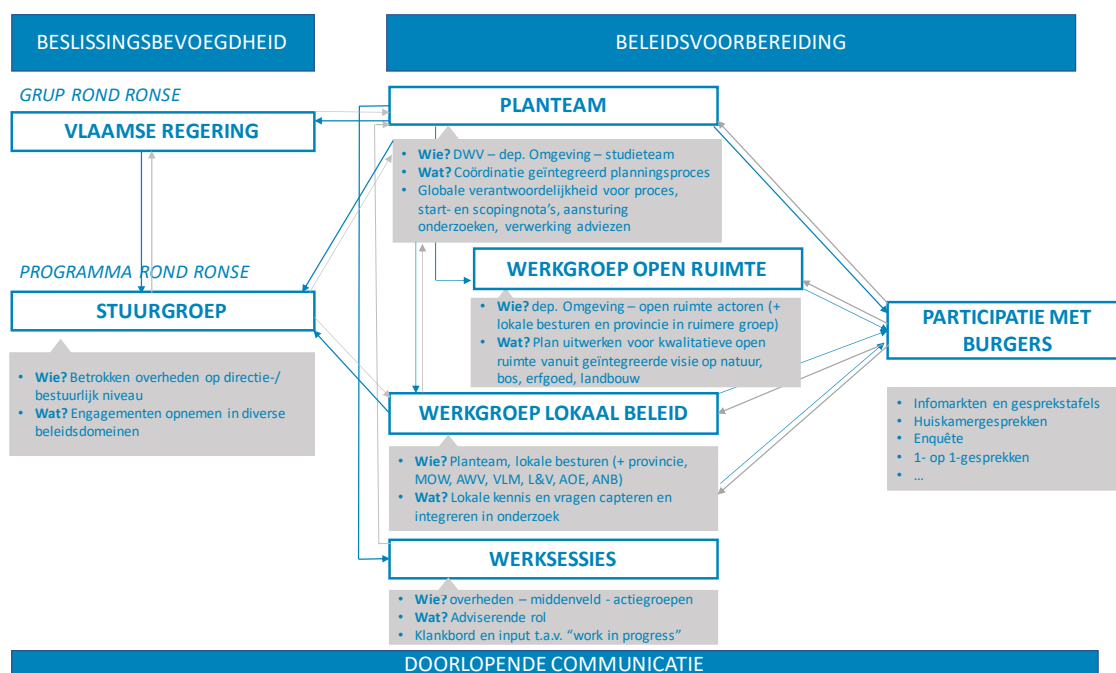 BESLISSINGSBEVOEGDHEID
BELEIDSVOORBEREIDING
GRUP ROND RONSE
VLAAMSE REGERING
PROGRAMMA ROND RONSE
STUURGROEP
• Wie? Betrokken overheden op directie-/
bestuurlijk niveau
• Wat? Engagementen opnemen in diverse
beleidsdomeinen
PLANTEAM
• Wie? DWV – dep. Omgeving – studieteam
• Wat? Coördinatie geïntegreerd planningsproces
• Globale verantwoordelijkheid voor proces,
start- en scopingnota’s, aansturing
onderzoeken, verwerking adviezen
WERKGROEP OPEN RUIMTE
• Wie? dep. Omgeving – open ruimte actoren (+
lokale besturen en provincie in ruimere groep)
• Wat? Plan uitwerken voor kwalitatieve open
ruimte vanuit geïntegreerde visie op natuur,
bos, erfgoed, landbouw
WERKGROEP LOKAAL BELEID
• Wie? Planteam, lokale besturen (+ provincie,
MOW, AWV, VLM, L&V, AOE, ANB)
• Wat? Lokale kennis en vragen capteren en
integreren in onderzoek
WERKSESSIES
• Wie? overheden – middenveld - actiegroepen
• Wat? Adviserende rol
• Klankbord en input t.a.v. “work in progress”
PARTICIPATIE MET
BURGERS
• Infomarkten en gesprekstafels
• Huiskamergesprekken
• Enquête
• 1- op 1-gesprekken
• …
DOORLOPENDE COMMUNICATIE